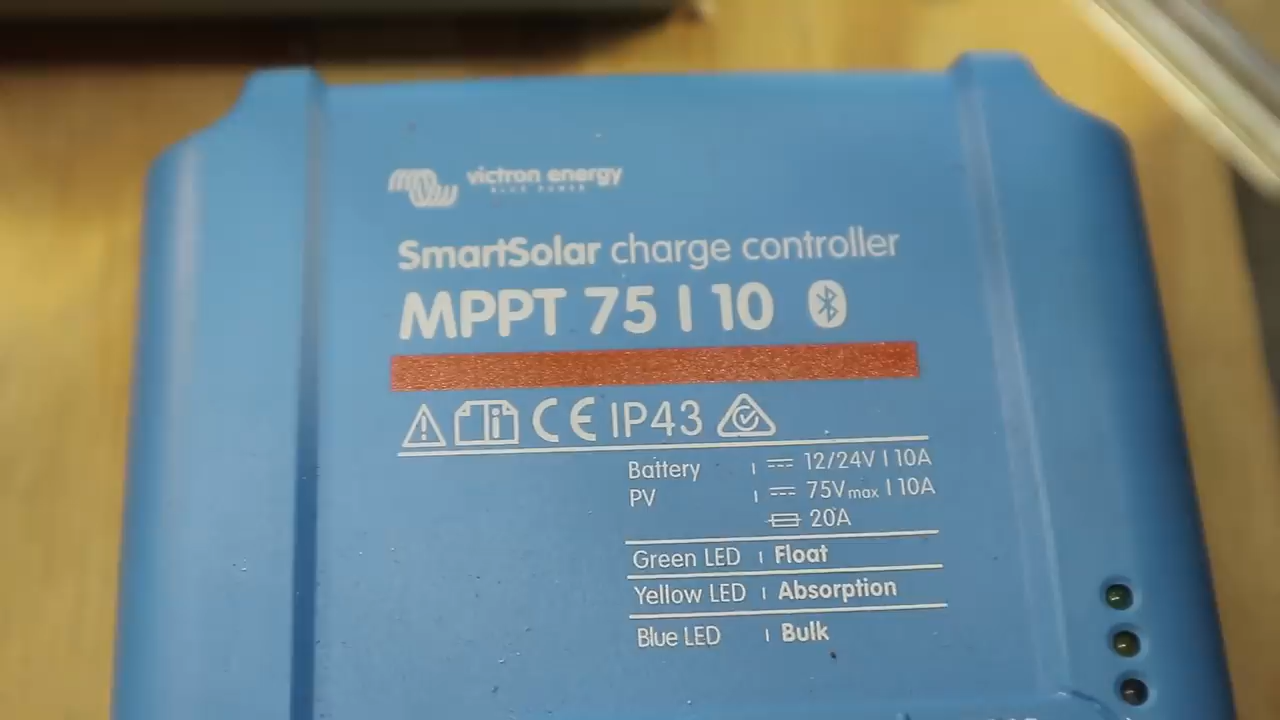 victron energy
BLUE POWER
SmartSolar charge controller
MPPT 75 | 10
CE IP43
Battery | 12/24V | 10A
PV | 75Vmax | 10A
20A
Green LED | Float
Yellow LED | Absorption
Blue LED | Bulk